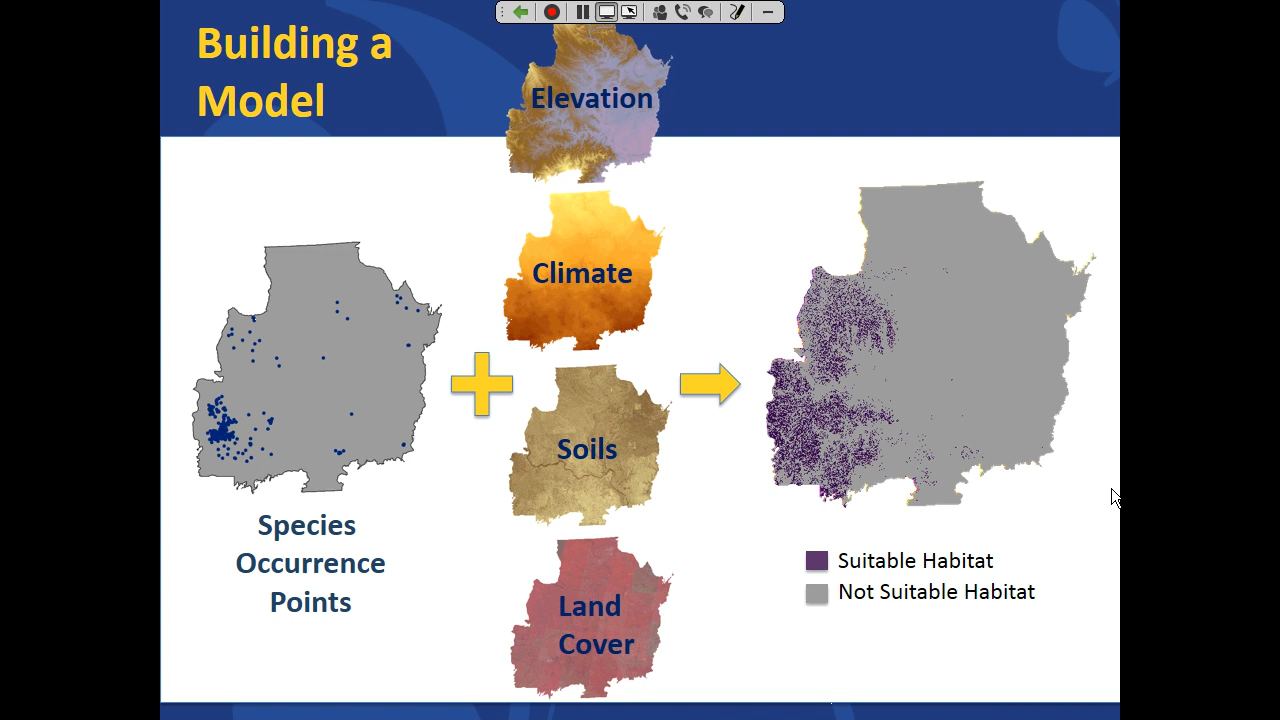 Building a
Model
Elevation
Climate
Soils
Land
Cover
Species
Occurrence
Points
Suitable Habitat
Not Suitable Habitat